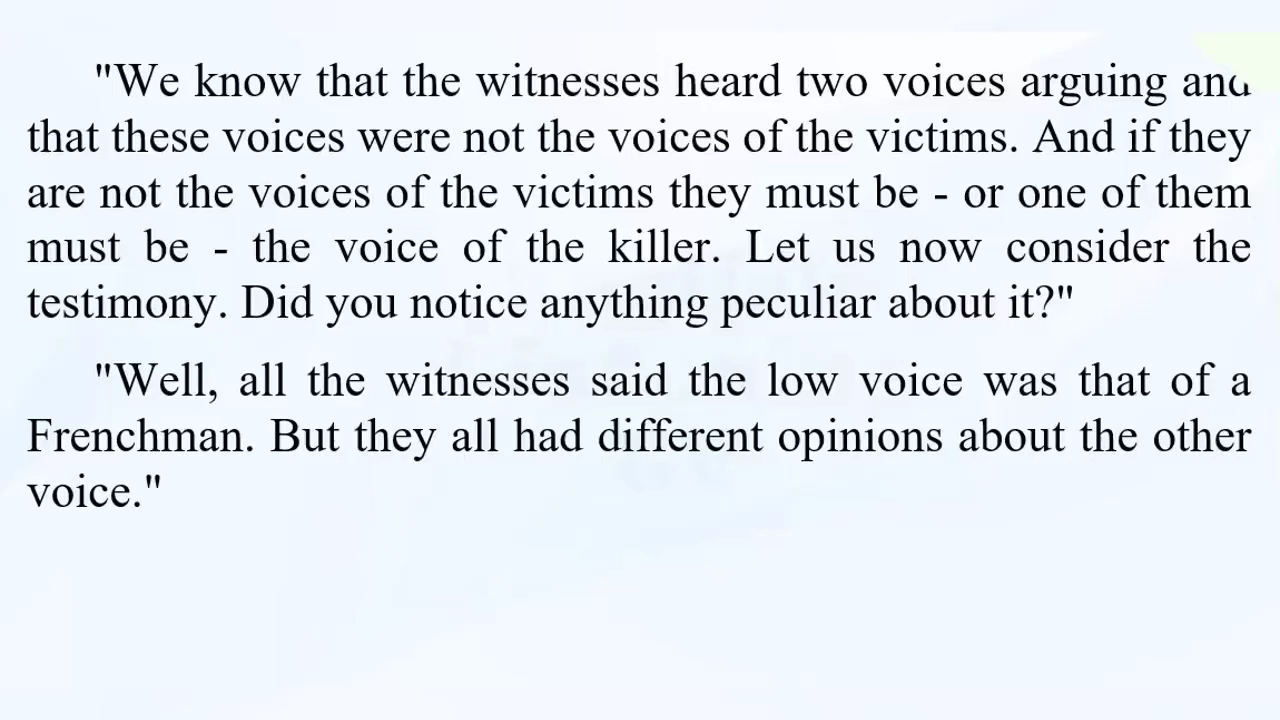 "We know that the witnesses heard two voices arguing and
that these voices were not the voices of the victims. And if they
are not the voices of the victims they must be - or one of them
must be - the voice of the killer. Let us now consider the
testimony. Did you notice anything peculiar about it?"
"Well, all the witnesses said the low voice was that of a
Frenchman. But they all had different opinions about the other
voice."